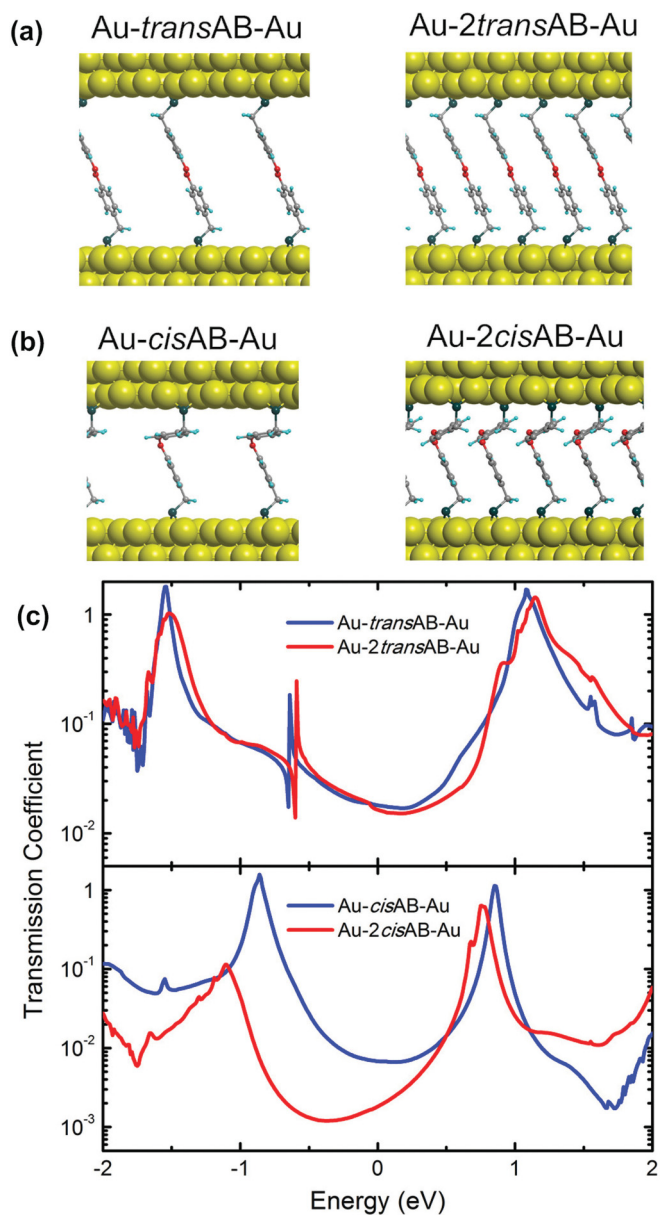 (a) Au-transAB-Au Au-2transAB-Au
(b) Au-cisAB-Au Au-2cisAB-Au
(c)
1
Au-transAB-Au
Au-2transAB-Au
10⁻¹
10⁻²
Transmission Coefficient
1
Au-cisAB-Au
Au-2cisAB-Au
10⁻¹
10⁻²
10⁻³
-2 -1 0 1 2
Energy (eV)